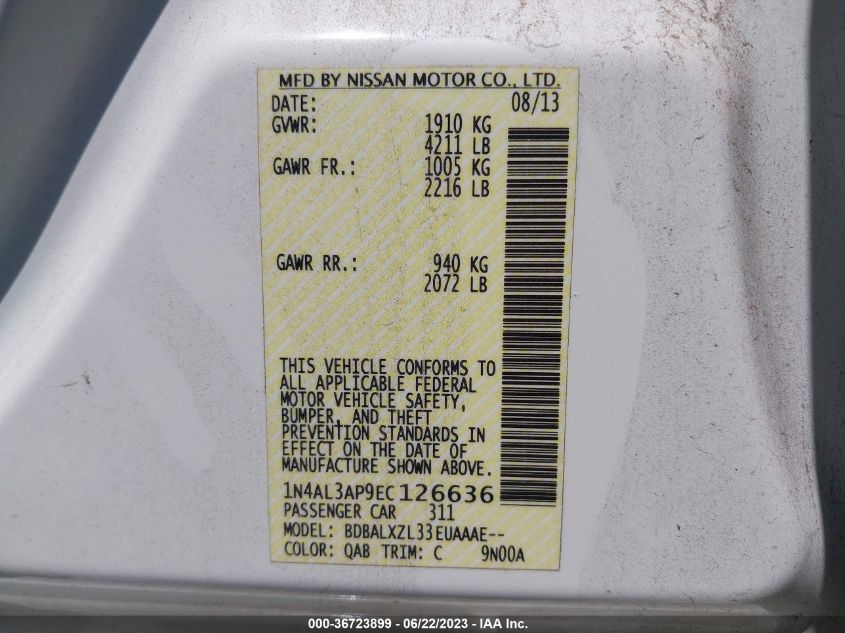 MFD BY NISSAN MOTOR CO., LTD.
DATE: 08/13
GVWR: 1910 KG
4211 LB
GAWR FR.: 1005 KG
2216 LB
GAWR RR.: 940 KG
2072 LB
THIS VEHICLE CONFORMS TO
ALL APPLICABLE FEDERAL
MOTOR VEHICLE SAFETY,
BUMPER, AND THEFT
PREVENTION STANDARDS IN
EFFECT ON THE DATE OF
MANUFACTURE SHOWN ABOVE.
1N4AL3AP9EC126636
PASSENGER CAR 311
MODEL: BDBALXZL33EUAAAE--
COLOR: QAB TRIM: C 9N00A
000-36723899 - 06/22/2023 - IAA Inc.